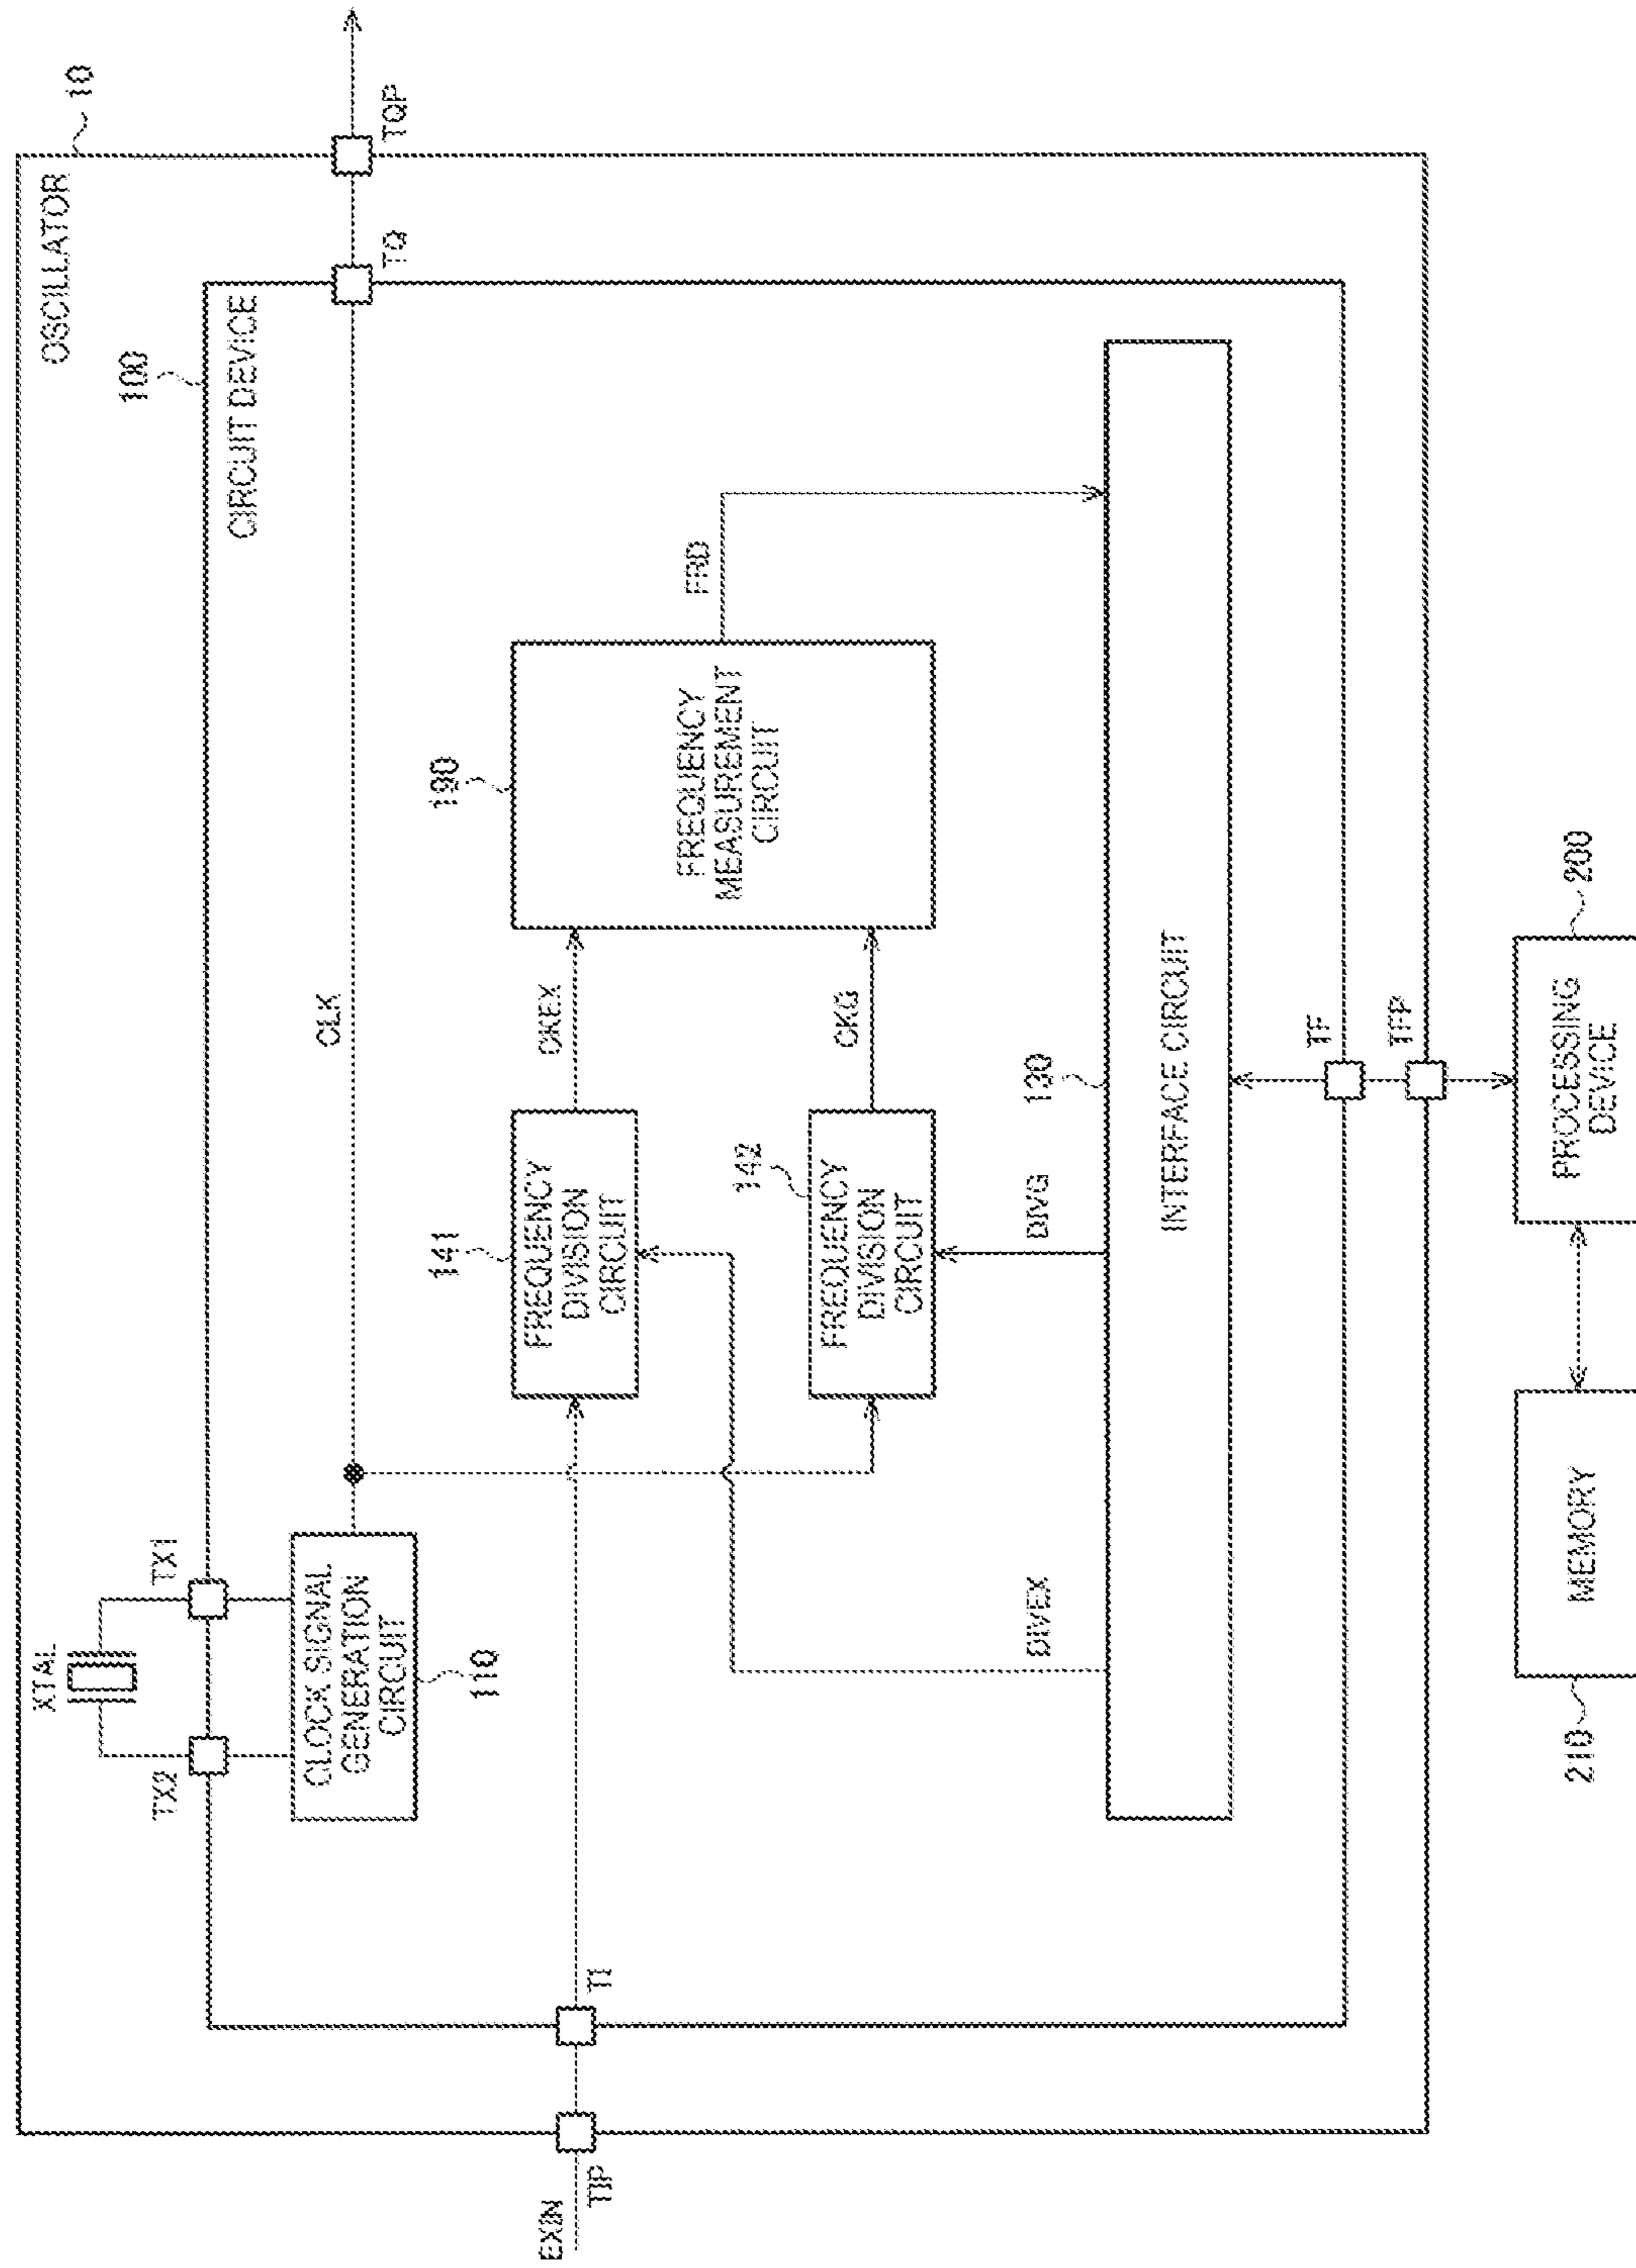 OSCILLATOR
10
XTAL
TX2
TX1
100
CIRCUIT DEVICE
CLOCK SIGNAL
GENERATION
CIRCUIT
110
CLK
TQ
TQP
EXIN
TIP
TI
141
FREQUENCY
DIVISION
CIRCUIT
CKEX
190
FREQUENCY
MEASUREMENT
CIRCUIT
FRD
142
FREQUENCY
DIVISION
CIRCUIT
CKG
DIVEX
DIVG
130
INTERFACE CIRCUIT
TF
TFP
210
MEMORY
PROCESSING
DEVICE
200